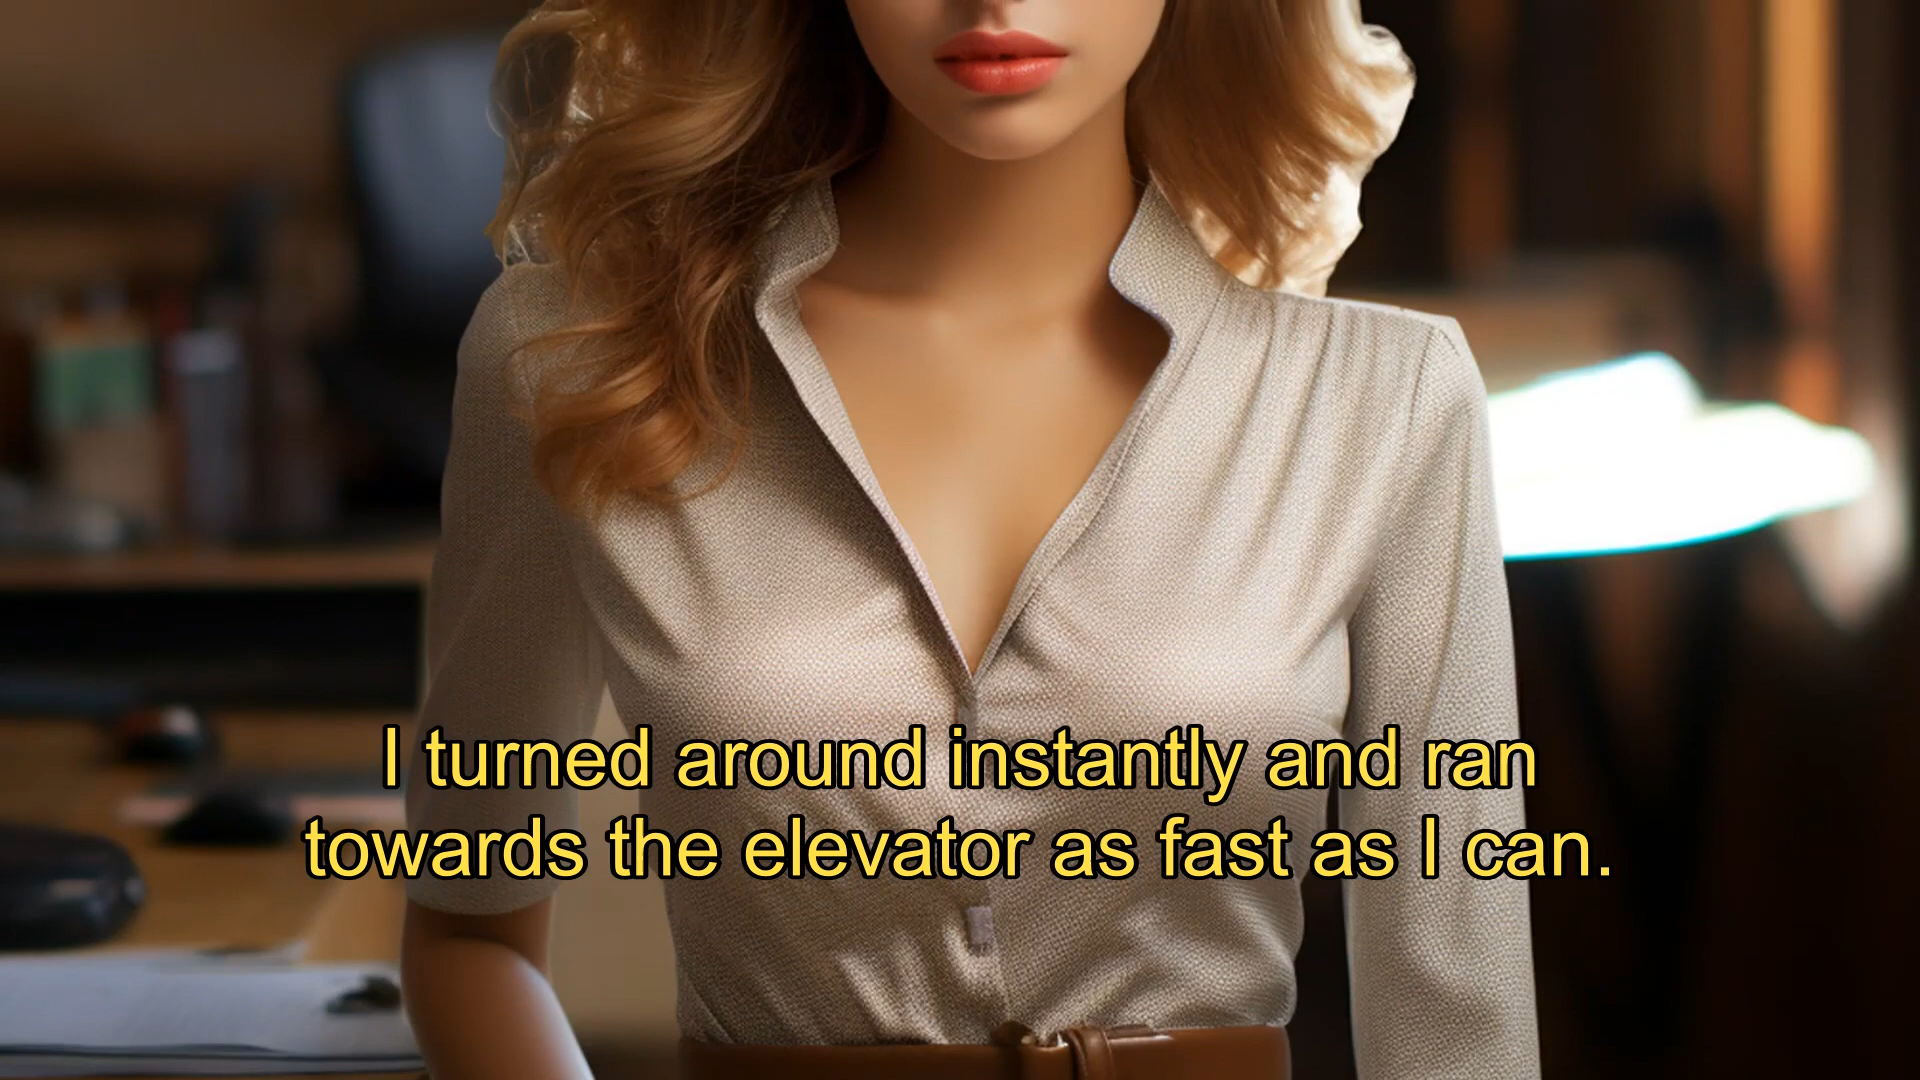 I turned around instantly and ran
towards the elevator as fast as I can.